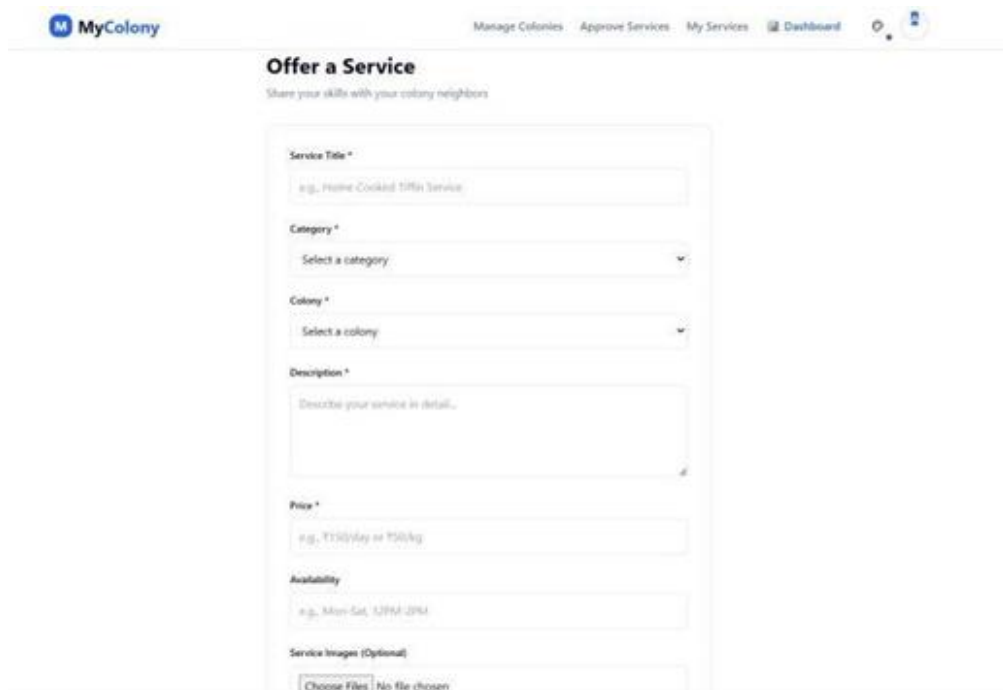 M MyColony
Manage Colonies Approve Services My Services Dashboard
Offer a Service
Share your skills with your colony neighbors
Service Title *
e.g., Home Cooked Tiffin Service
Category *
Select a category
Colony *
Select a colony
Description *
Describe your service in detail...
Price *
e.g., ₹150/day or ₹50/kg
Availability
e.g., Mon-Sat, 12PM-2PM
Service Images (Optional)
Choose Files No file chosen